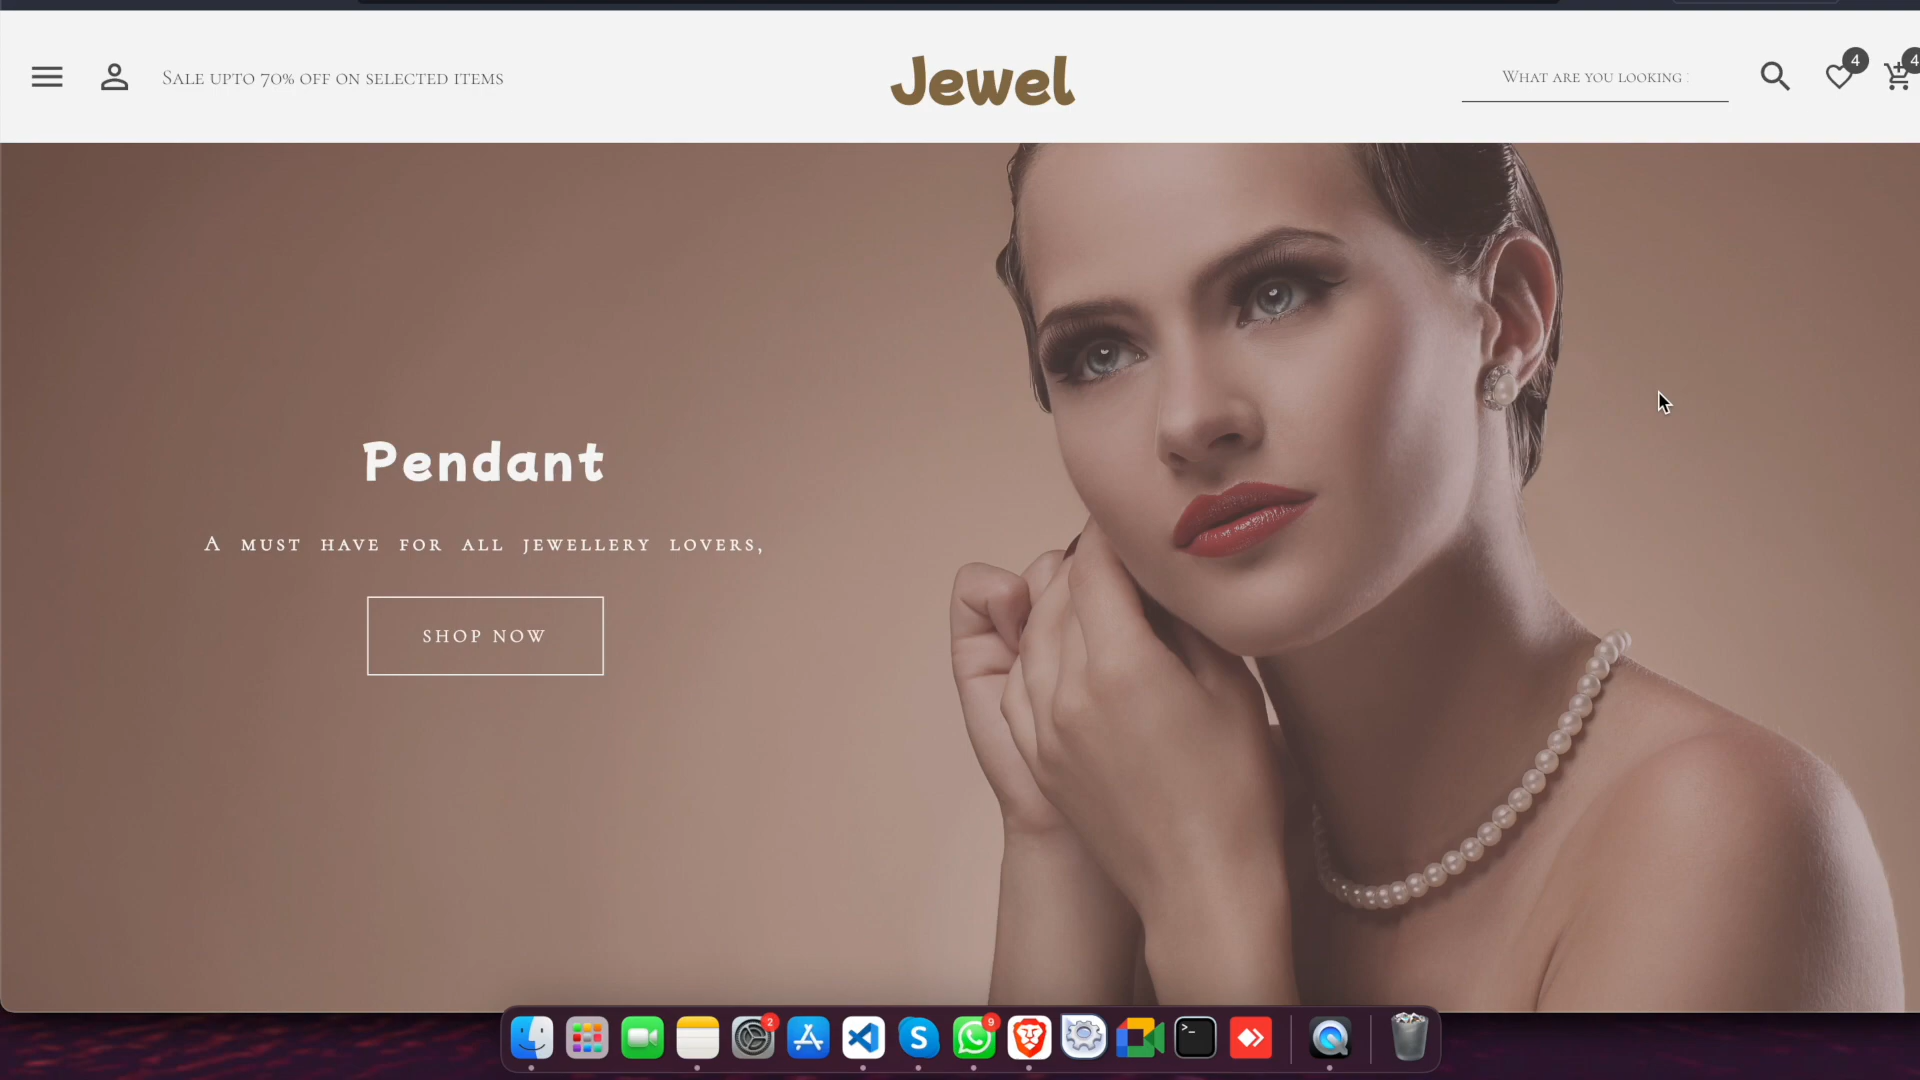 Sale upto 70% off on selected items
Jewel
What are you looking
4
4
Pendant
A must have for all jewellery lovers,
SHOP NOW
2
9